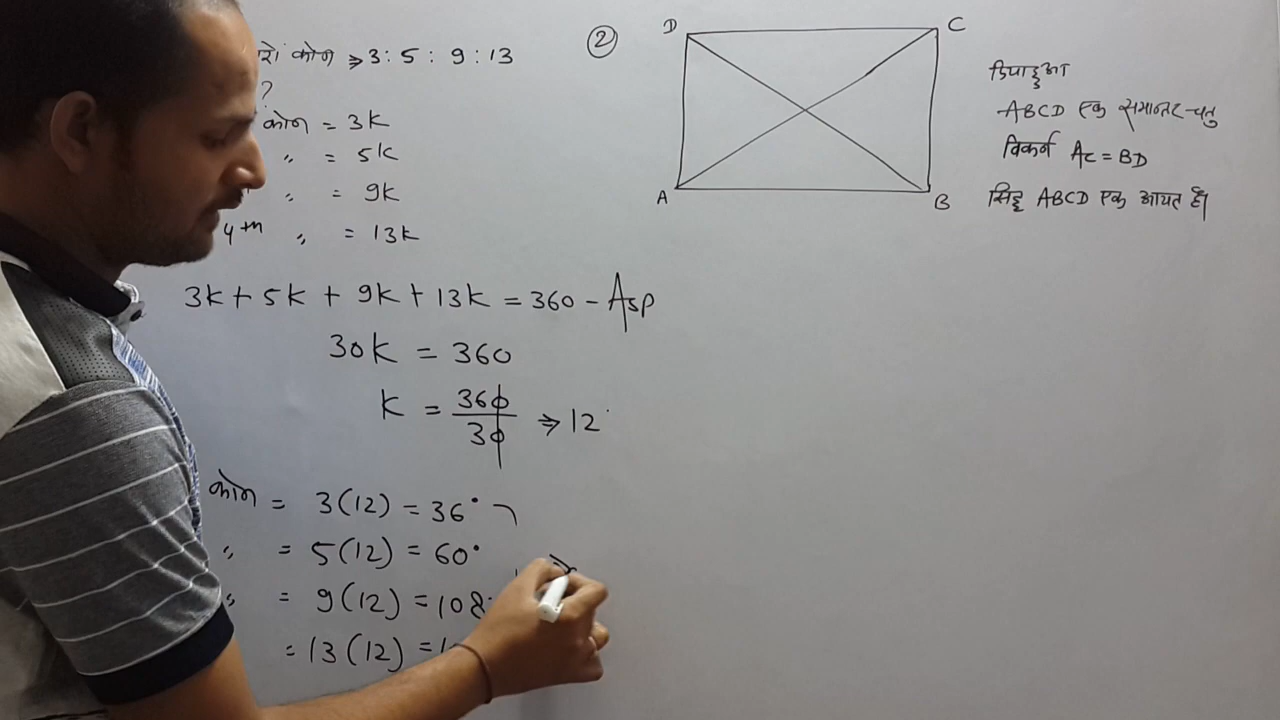 कोन ⇒ 3 : 5 : 9 : 13
?
कोन = 3k
" = 5k
" = 9k
4th " = 13k
3k + 5k + 9k + 13k = 360 - Asp
30k = 360
k = 360/30 ⇒ 12
कोन = 3(12) = 36°
" = 5(12) = 60°
" = 9(12) = 108
= 13(12) =
2
D C
A B
ABCD एक समान्तर चतु
विकर्न AC = BD
सिद्ध ABCD एक आयत है।